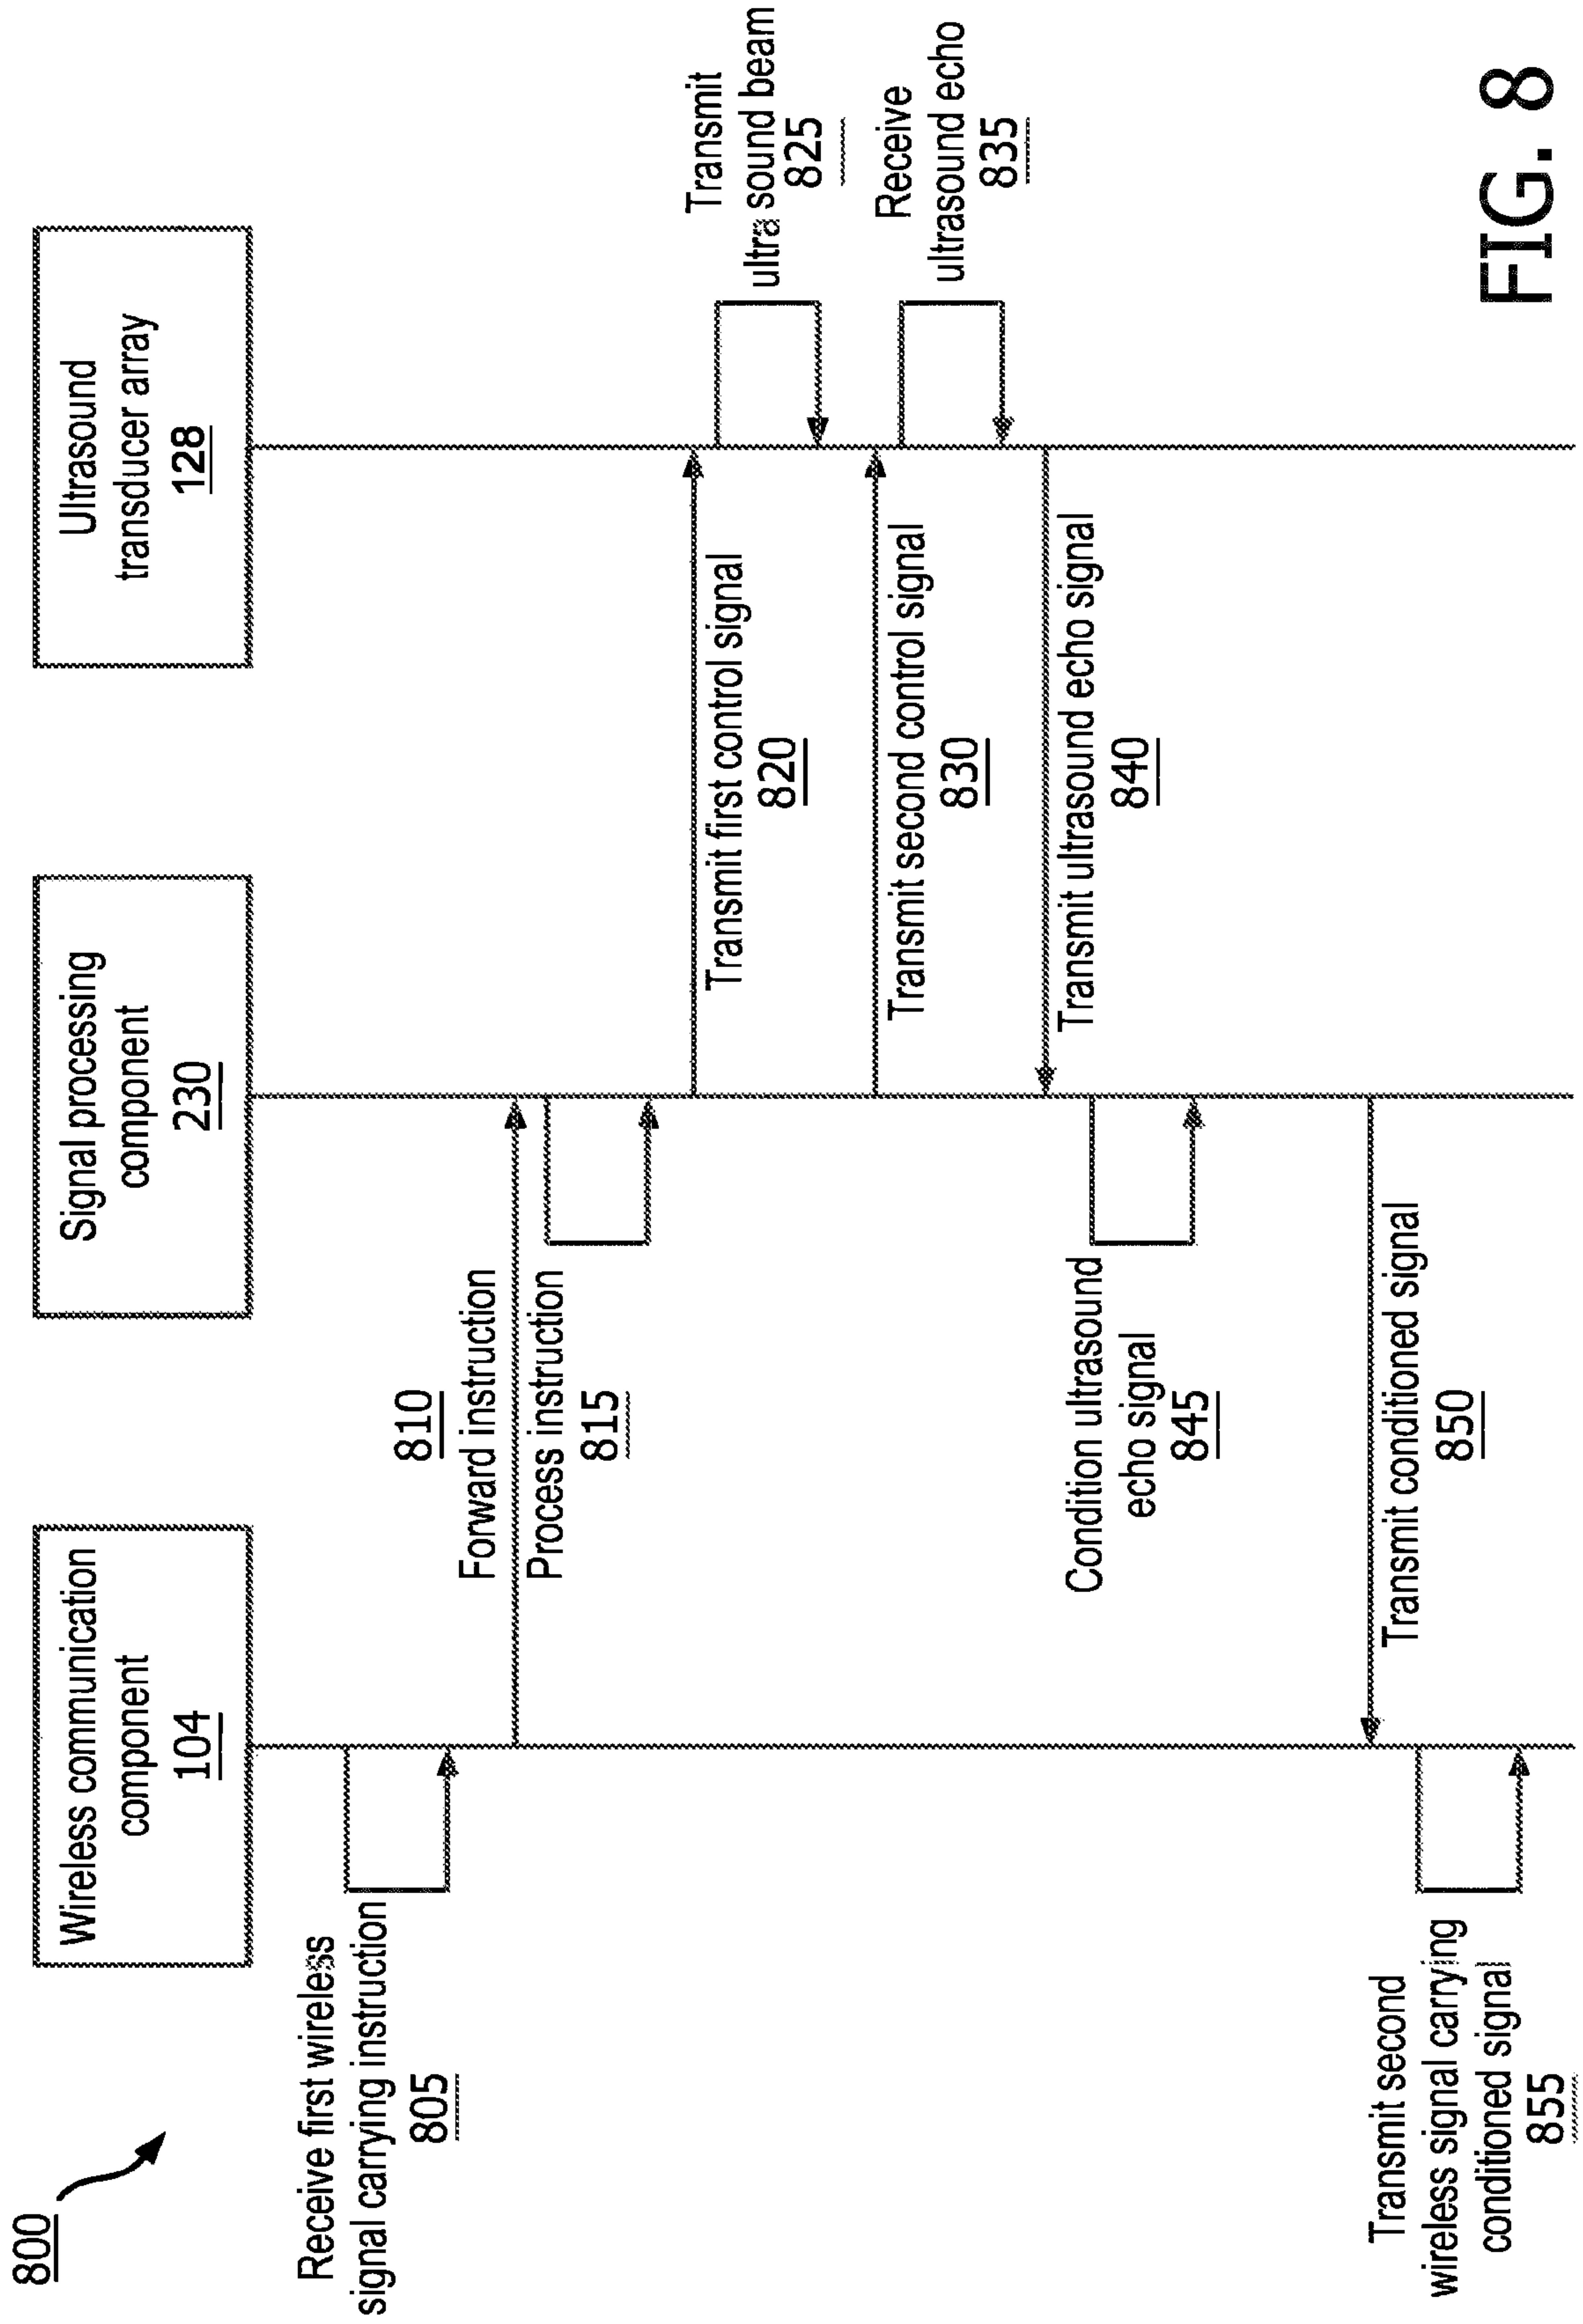 800
Wireless communication
component
104
Signal processing
component
230
Ultrasound
transducer array
128
Receive first wireless
signal carrying instruction
805
810
Forward instruction
Process instruction
815
Transmit first control signal
820
Transmit
ultra sound beam
825
Transmit second control signal
830
Receive
ultrasound echo
835
Transmit ultrasound echo signal
840
Condition ultrasound
echo signal
845
Transmit conditioned signal
850
Transmit second
wireless signal carrying
conditioned signal
855
FIG. 8